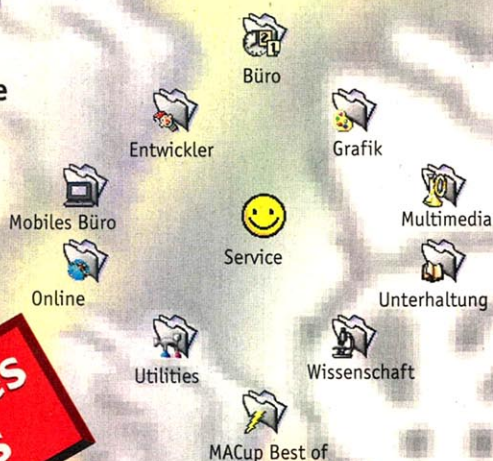 Büro
e
Entwickler
Grafik
Mobiles Büro
Multimedia
Service
Online
Unterhaltung
Utilities
Wissenschaft
MACup Best of